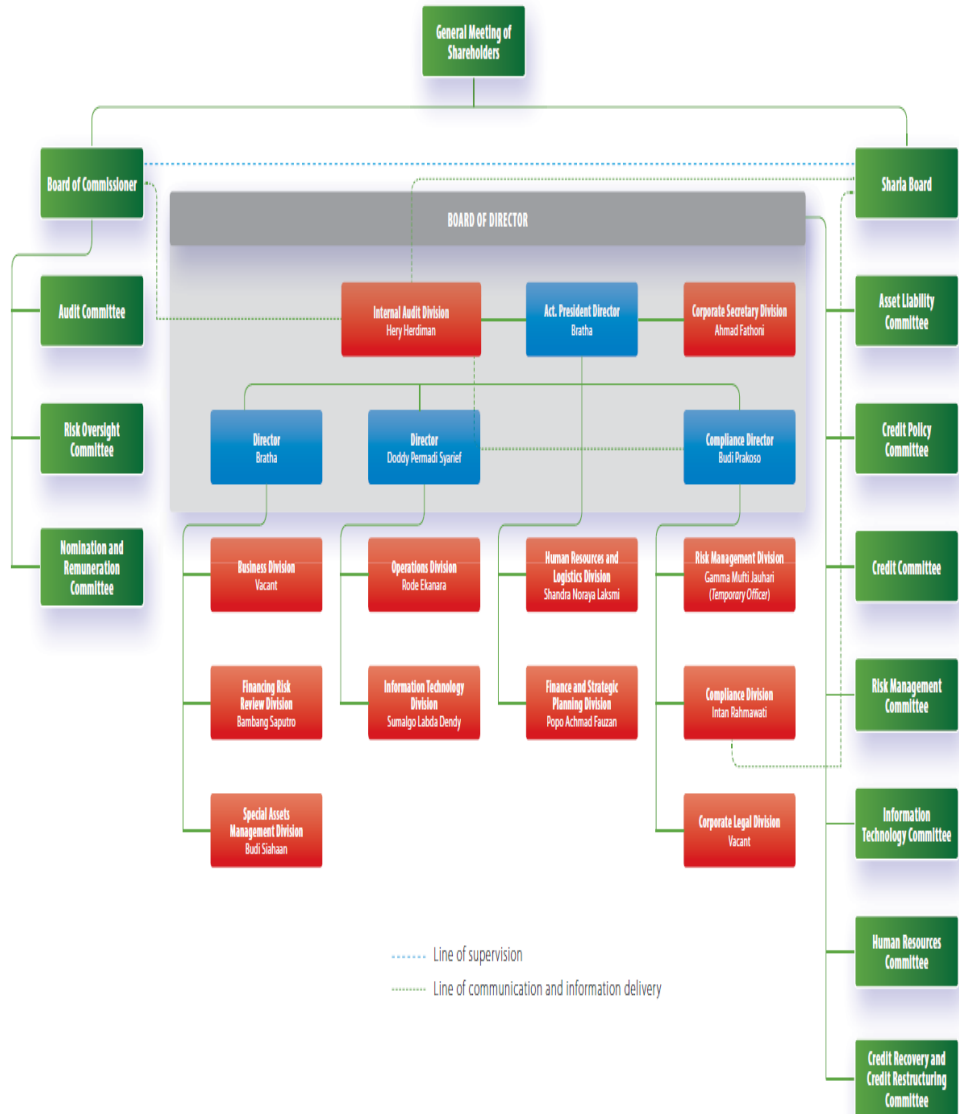 General Meeting of
Shareholders
Board of Commissioner
Sharia Board
BOARD OF DIRECTOR
Audit Committee
Internal Audit Division
Hery Herdiman
Act. President Director
Bratha
Corporate Secretary Division
Ahmad Fathoni
Asset Liability
Committee
Risk Oversight
Committee
Director
Bratha
Director
Doddy Permadi Syarief
Compliance Director
Budi Prakoso
Credit Policy
Committee
Nomination and
Remuneration
Committee
Business Division
Vacant
Operations Division
Rode Ekanara
Human Resources and
Logistics Division
Shandra Noraya Laksmi
Risk Management Division
Gamma Mufti Jauhari
(Temporary Officer)
Credit Committee
Financing Risk
Review Division
Bambang Saputro
Information Technology
Division
Sumalgo Labda Dendy
Finance and Strategic
Planning Division
Popo Achmad Fauzan
Compliance Division
Intan Rahmawati
Risk Management
Committee
Special Assets
Management Division
Budi Siahaan
Corporate Legal Division
Vacant
Information
Technology Committee
Line of supervision
Line of communication and information delivery
Human Resources
Committee
Credit Recovery and
Credit Restructuring
Committee